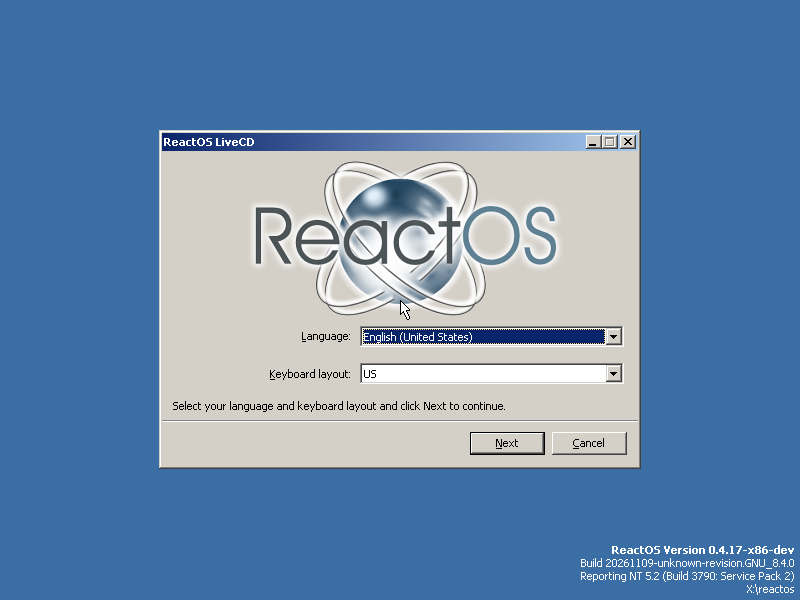 ReactOS LiveCD
ReactOS
Language: English (United States)
Keyboard layout: US
Select your language and keyboard layout and click Next to continue.
Next Cancel
ReactOS Version 0.4.17-x86-dev
Build 20261109-unknown-revision.GNU_8.4.0
Reporting NT 5.2 (Build 3790: Service Pack 2)
X:\reactos